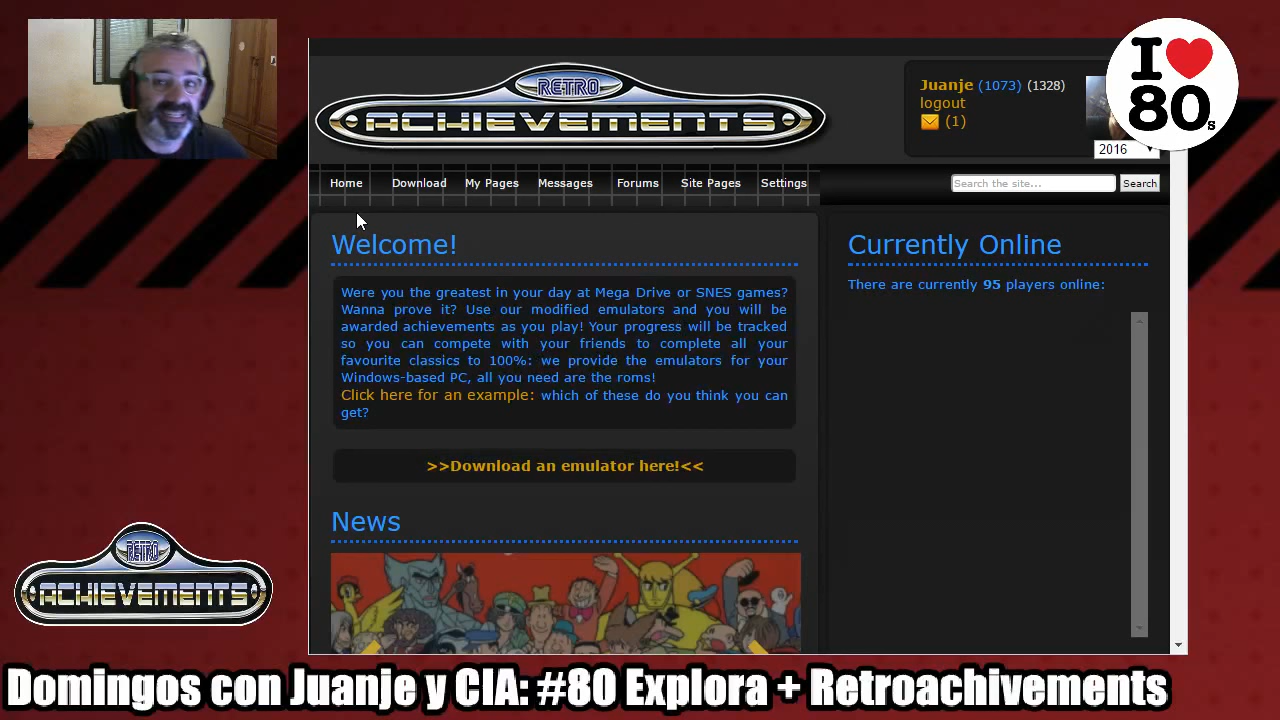 RETRO
ACHIEVEMENTS
Juanje (1073) (1328)
logout
(1)
I
80s
2016
Home Download My Pages Messages Forums Site Pages Settings
Search the site... Search
Welcome!
Were you the greatest in your day at Mega Drive or SNES games?
Wanna prove it? Use our modified emulators and you will be
awarded achievements as you play! Your progress will be tracked
so you can compete with your friends to complete all your
favourite classics to 100%: we provide the emulators for your
Windows-based PC, all you need are the roms!
Click here for an example: which of these do you think you can
get?
>>Download an emulator here!<<
News
Currently Online
There are currently 95 players online:
RETRO
ACHIEVEMENTS
Domingos con Juanje y CIA: #80 Explora + Retroachivements